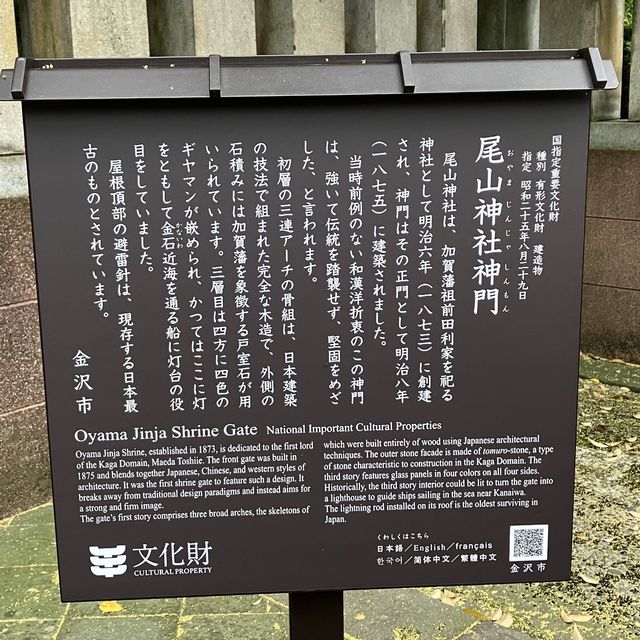 国指定重要文化財
種別 有形文化財 建造物
指定 昭和二十五年八月二十九日
おやま じんじゃ しんもん
尾山神社神門
尾山神社は、加賀藩祖前田利家を祀る
神社として明治六年（一八七三）に創建
され、神門はその正門として明治八年
（一八七五）に建築されました。
当時前例のない和漢洋折衷のこの神門
は、強いて伝統を踏襲せず、堅固をめざ
した、と言われます。
初層の三連アーチの骨組は、日本建築
の技法で組まれた完全な木造で、外側の
石積みには加賀藩を象徴する戸室石が用
いられています。三層目は四方に四色の
ギヤマンが嵌められ、かつてはここに灯
をともして金石近海を通る船に灯台の役
かないわ
目をしていました。
屋根頂部の避雷針は、現存する日本最
古のものとされています。
金沢市
Oyama Jinja Shrine Gate National Important Cultural Properties
Oyama Jinja Shrine, established in 1873, is dedicated to the first lord
of the Kaga Domain, Maeda Toshiie. The front gate was built in
1875 and blends together Japanese, Chinese, and western styles of
architecture. It was the first shrine gate to feature such a design. It
breaks away from traditional design paradigms and instead aims for
a strong and firm image.
The gate's first story comprises three broad arches, the skeletons of
which were built entirely of wood using Japanese architectural
techniques. The outer stone facade is made of tomuro-stone, a type
of stone characteristic to construction in the Kaga Domain. The
third story features glass panels in four colors on all four sides.
Historically, the third story interior could be lit to turn the gate into
a lighthouse to guide ships sailing in the sea near Kanaiwa.
The lightning rod installed on its roof is the oldest surviving in
Japan.
文化財
CULTURAL PROPERTY
くわしくはこちら
日本語／English／français
한국어／简体中文／繁體中文
金沢市